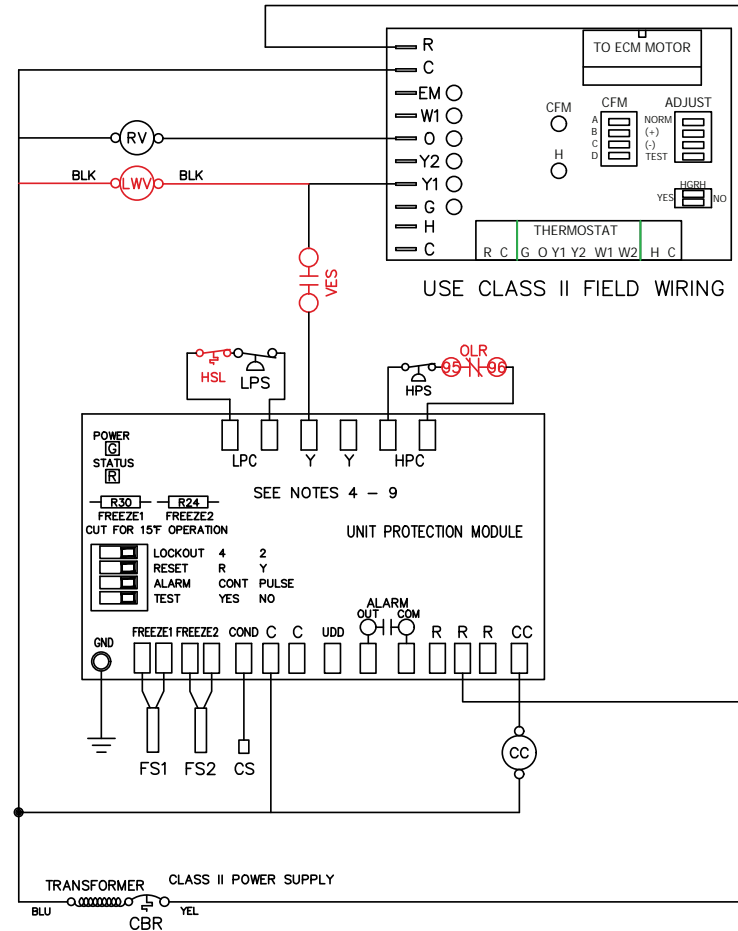 R
TO ECM MOTOR
C
EM
W1
CFM
CFM
ADJUST
A
NORM
B
(+)
C
(-)
D
TEST
RV
O
Y2
H
BLK
LWV
BLK
Y1
HGRH
YES
NO
G
H
THERMOSTAT
C
R C G O Y1 Y2 W1 W2 H C
VES
USE CLASS II FIELD WIRING
HSL
LPS
OLR
95
96
HPS
POWER
G
STATUS
R
LPC
Y
Y
HPC
SEE NOTES 4 - 9
R30
R24
FREEZE1
FREEZE2
CUT FOR 15°F OPERATION
UNIT PROTECTION MODULE
LOCKOUT 4 2
RESET R Y
ALARM CONT PULSE
TEST YES NO
ALARM
OUT
COM
GND
FREEZE1
FREEZE2
COND
C
C
UDD
R
R
R
CC
FS1
FS2
CS
CC
TRANSFORMER
CLASS II POWER SUPPLY
BLU
YEL
CBR